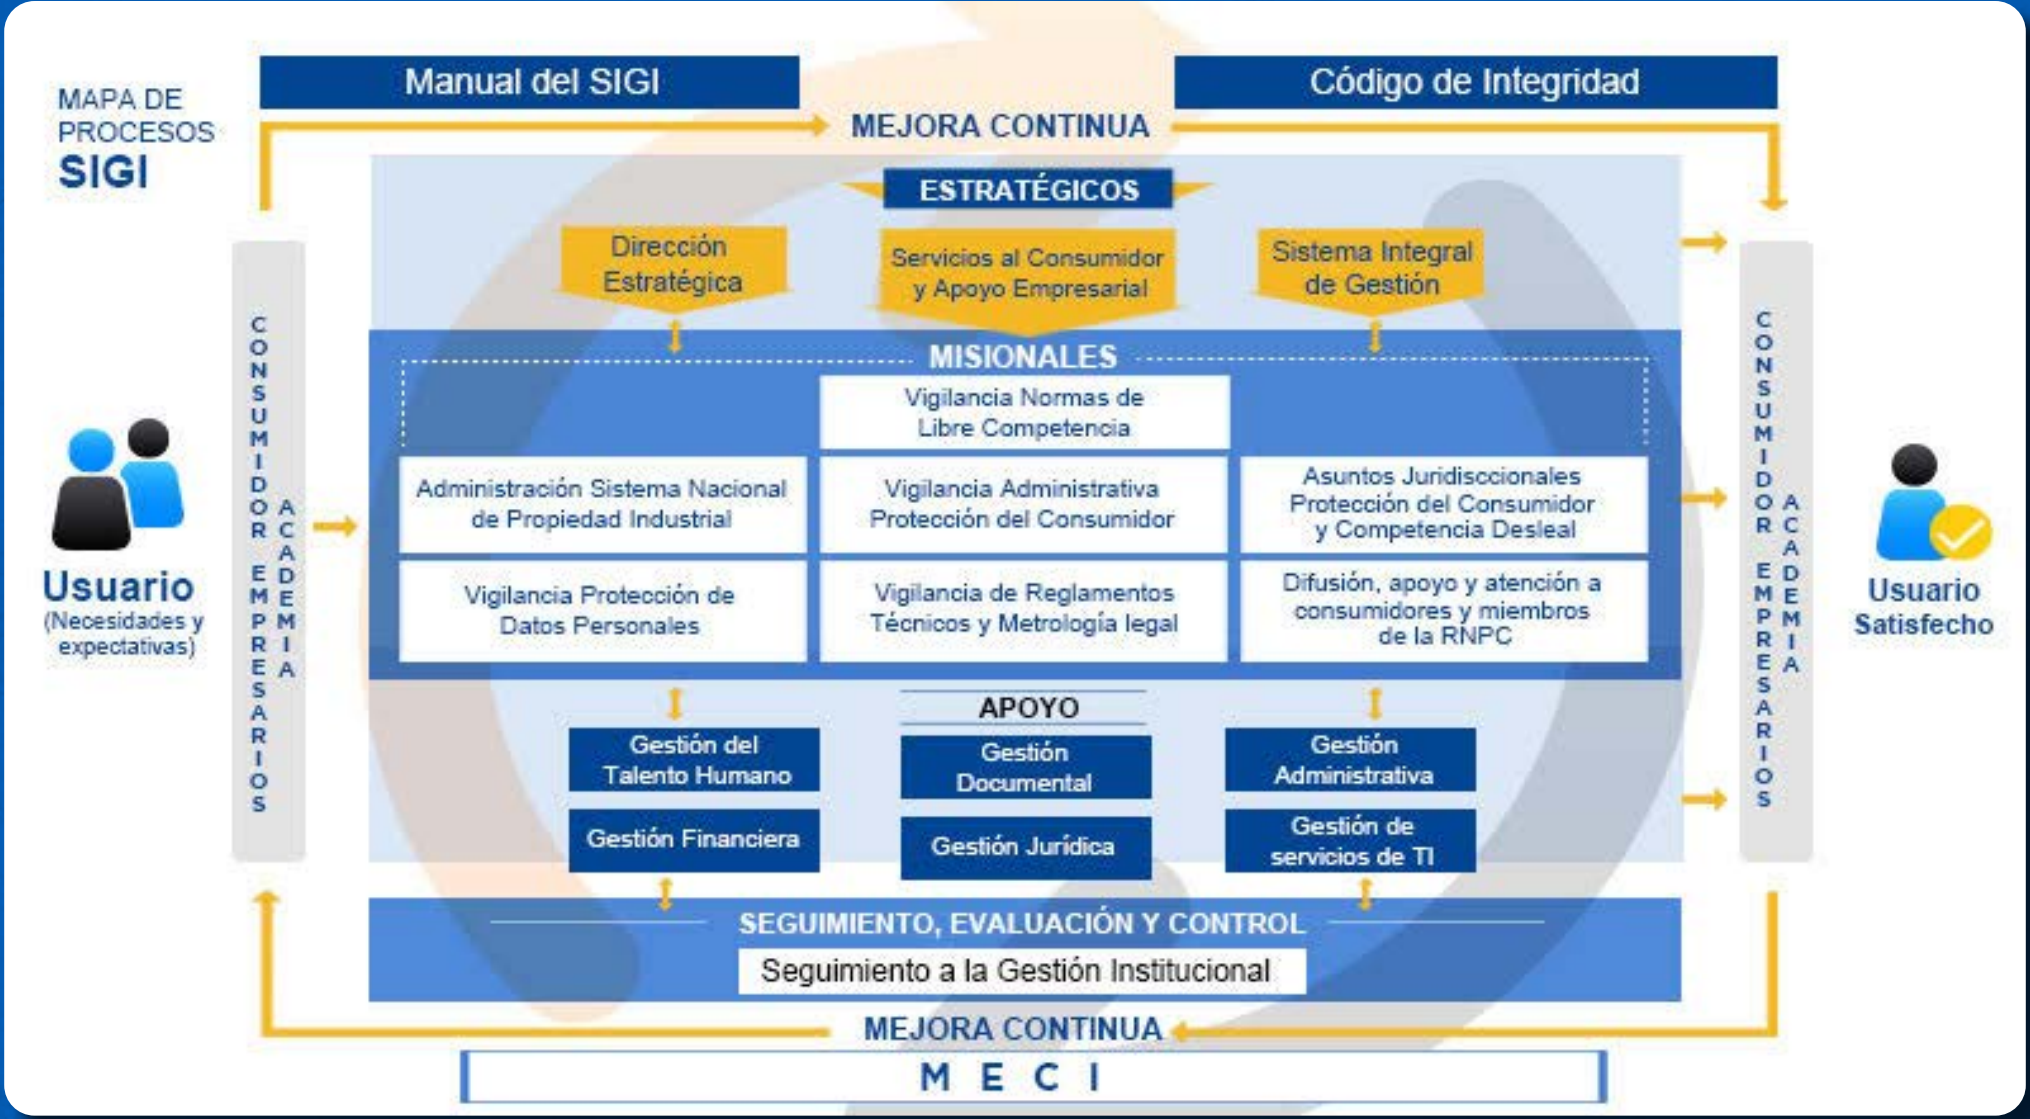 MAPA DE
PROCESOS
SIGI
Manual del SIGI
Código de Integridad
MEJORA CONTINUA
ESTRATÉGICOS
Dirección
Estratégica
Servicios al Consumidor
y Apoyo Empresarial
Sistema Integral
de Gestión
MISIONALES
Vigilancia Normas de
Libre Competencia
Administración Sistema Nacional
de Propiedad Industrial
Vigilancia Administrativa
Protección del Consumidor
Asuntos Juridisccionales
Protección del Consumidor
y Competencia Desleal
Vigilancia Protección de
Datos Personales
Vigilancia de Reglamentos
Técnicos y Metrología legal
Difusión, apoyo y atención a
consumidores y miembros
de la RNPC
APOYO
Gestión del
Talento Humano
Gestión
Documental
Gestión
Administrativa
Gestión Financiera
Gestión Jurídica
Gestión de
servicios de TI
SEGUIMIENTO, EVALUACIÓN Y CONTROL
Seguimiento a la Gestión Institucional
MEJORA CONTINUA
MECI
Usuario
(Necesidades y
expectativas)
CONSUMIDOR EMPRESARIOS
ACADEMIA
CONSUMIDOR EMPRESARIOS
ACADEMIA
Usuario
Satisfecho